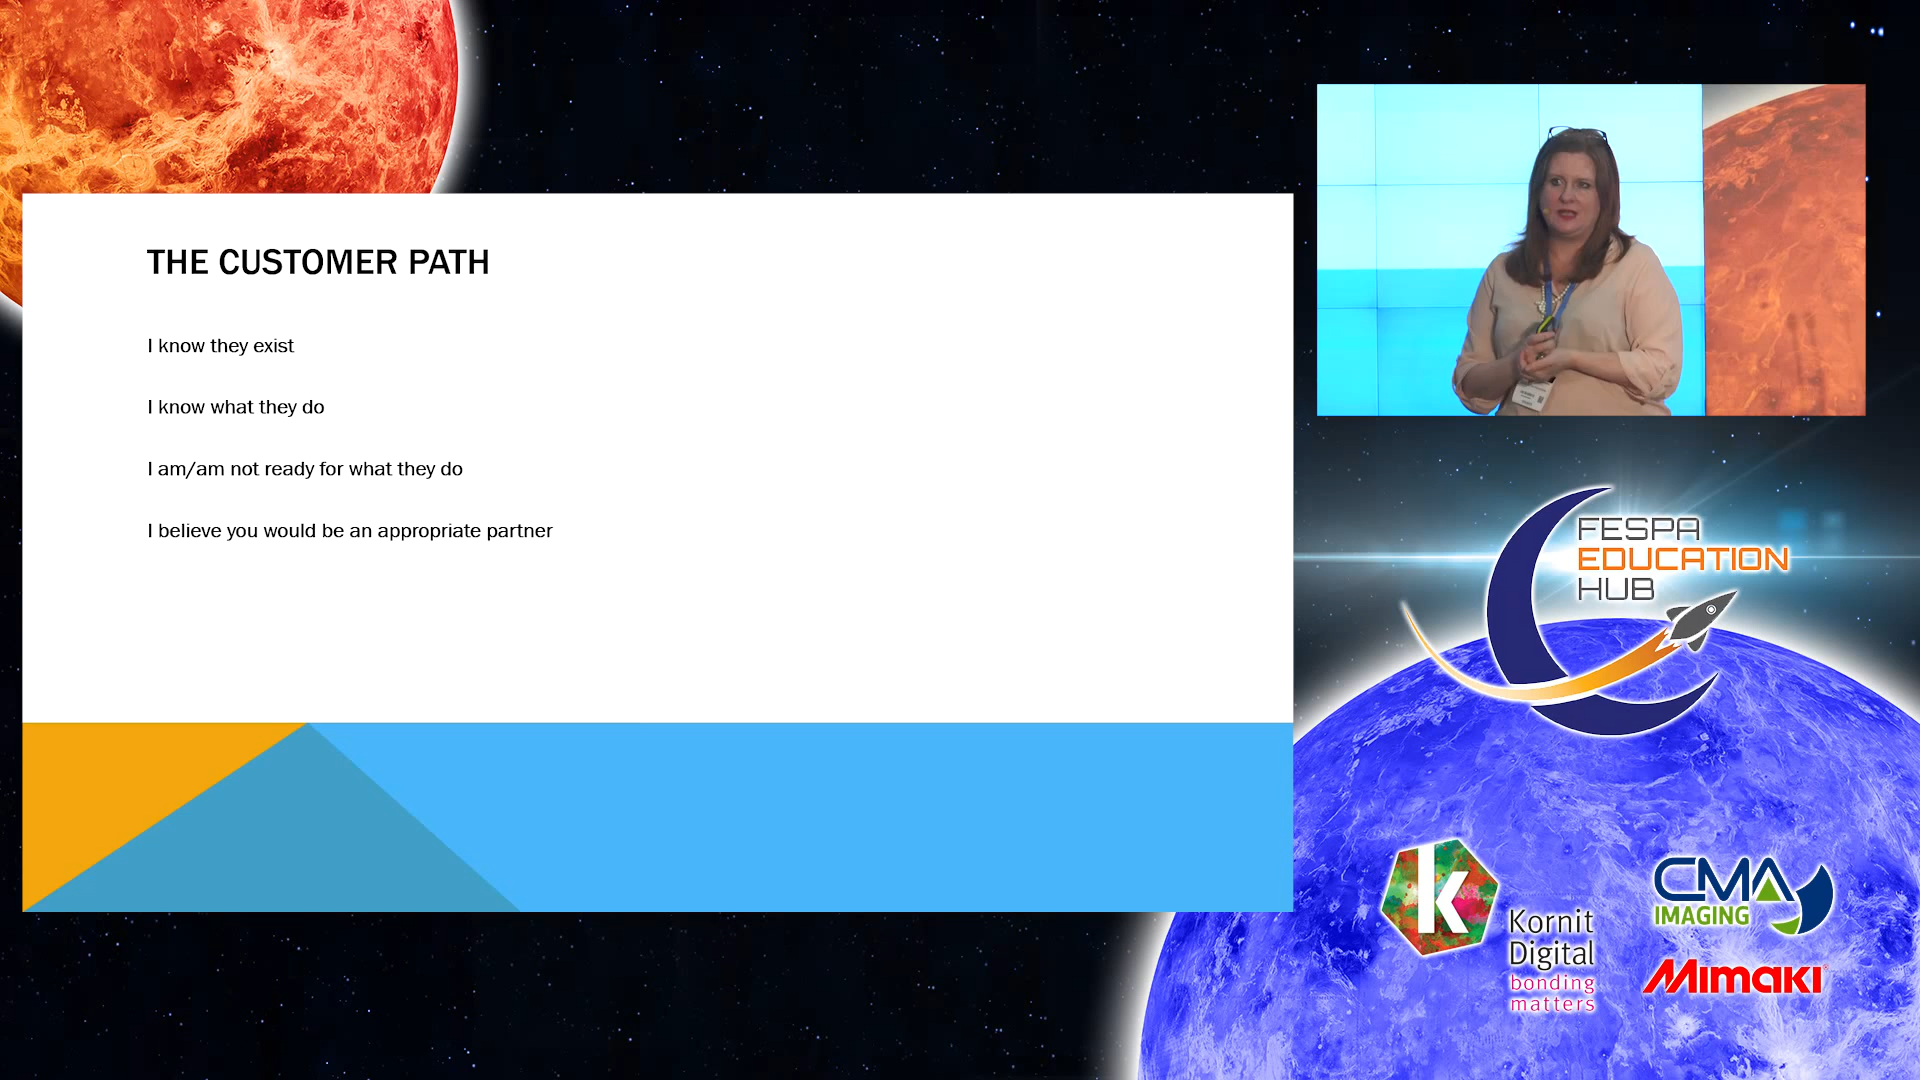 THE CUSTOMER PATH
I know they exist
I know what they do
I am/am not ready for what they do
I believe you would be an appropriate partner
FESPA
EDUCATION
HUB
k
Kornit
Digital
bonding
matters
CMA
IMAGING
Mimaki